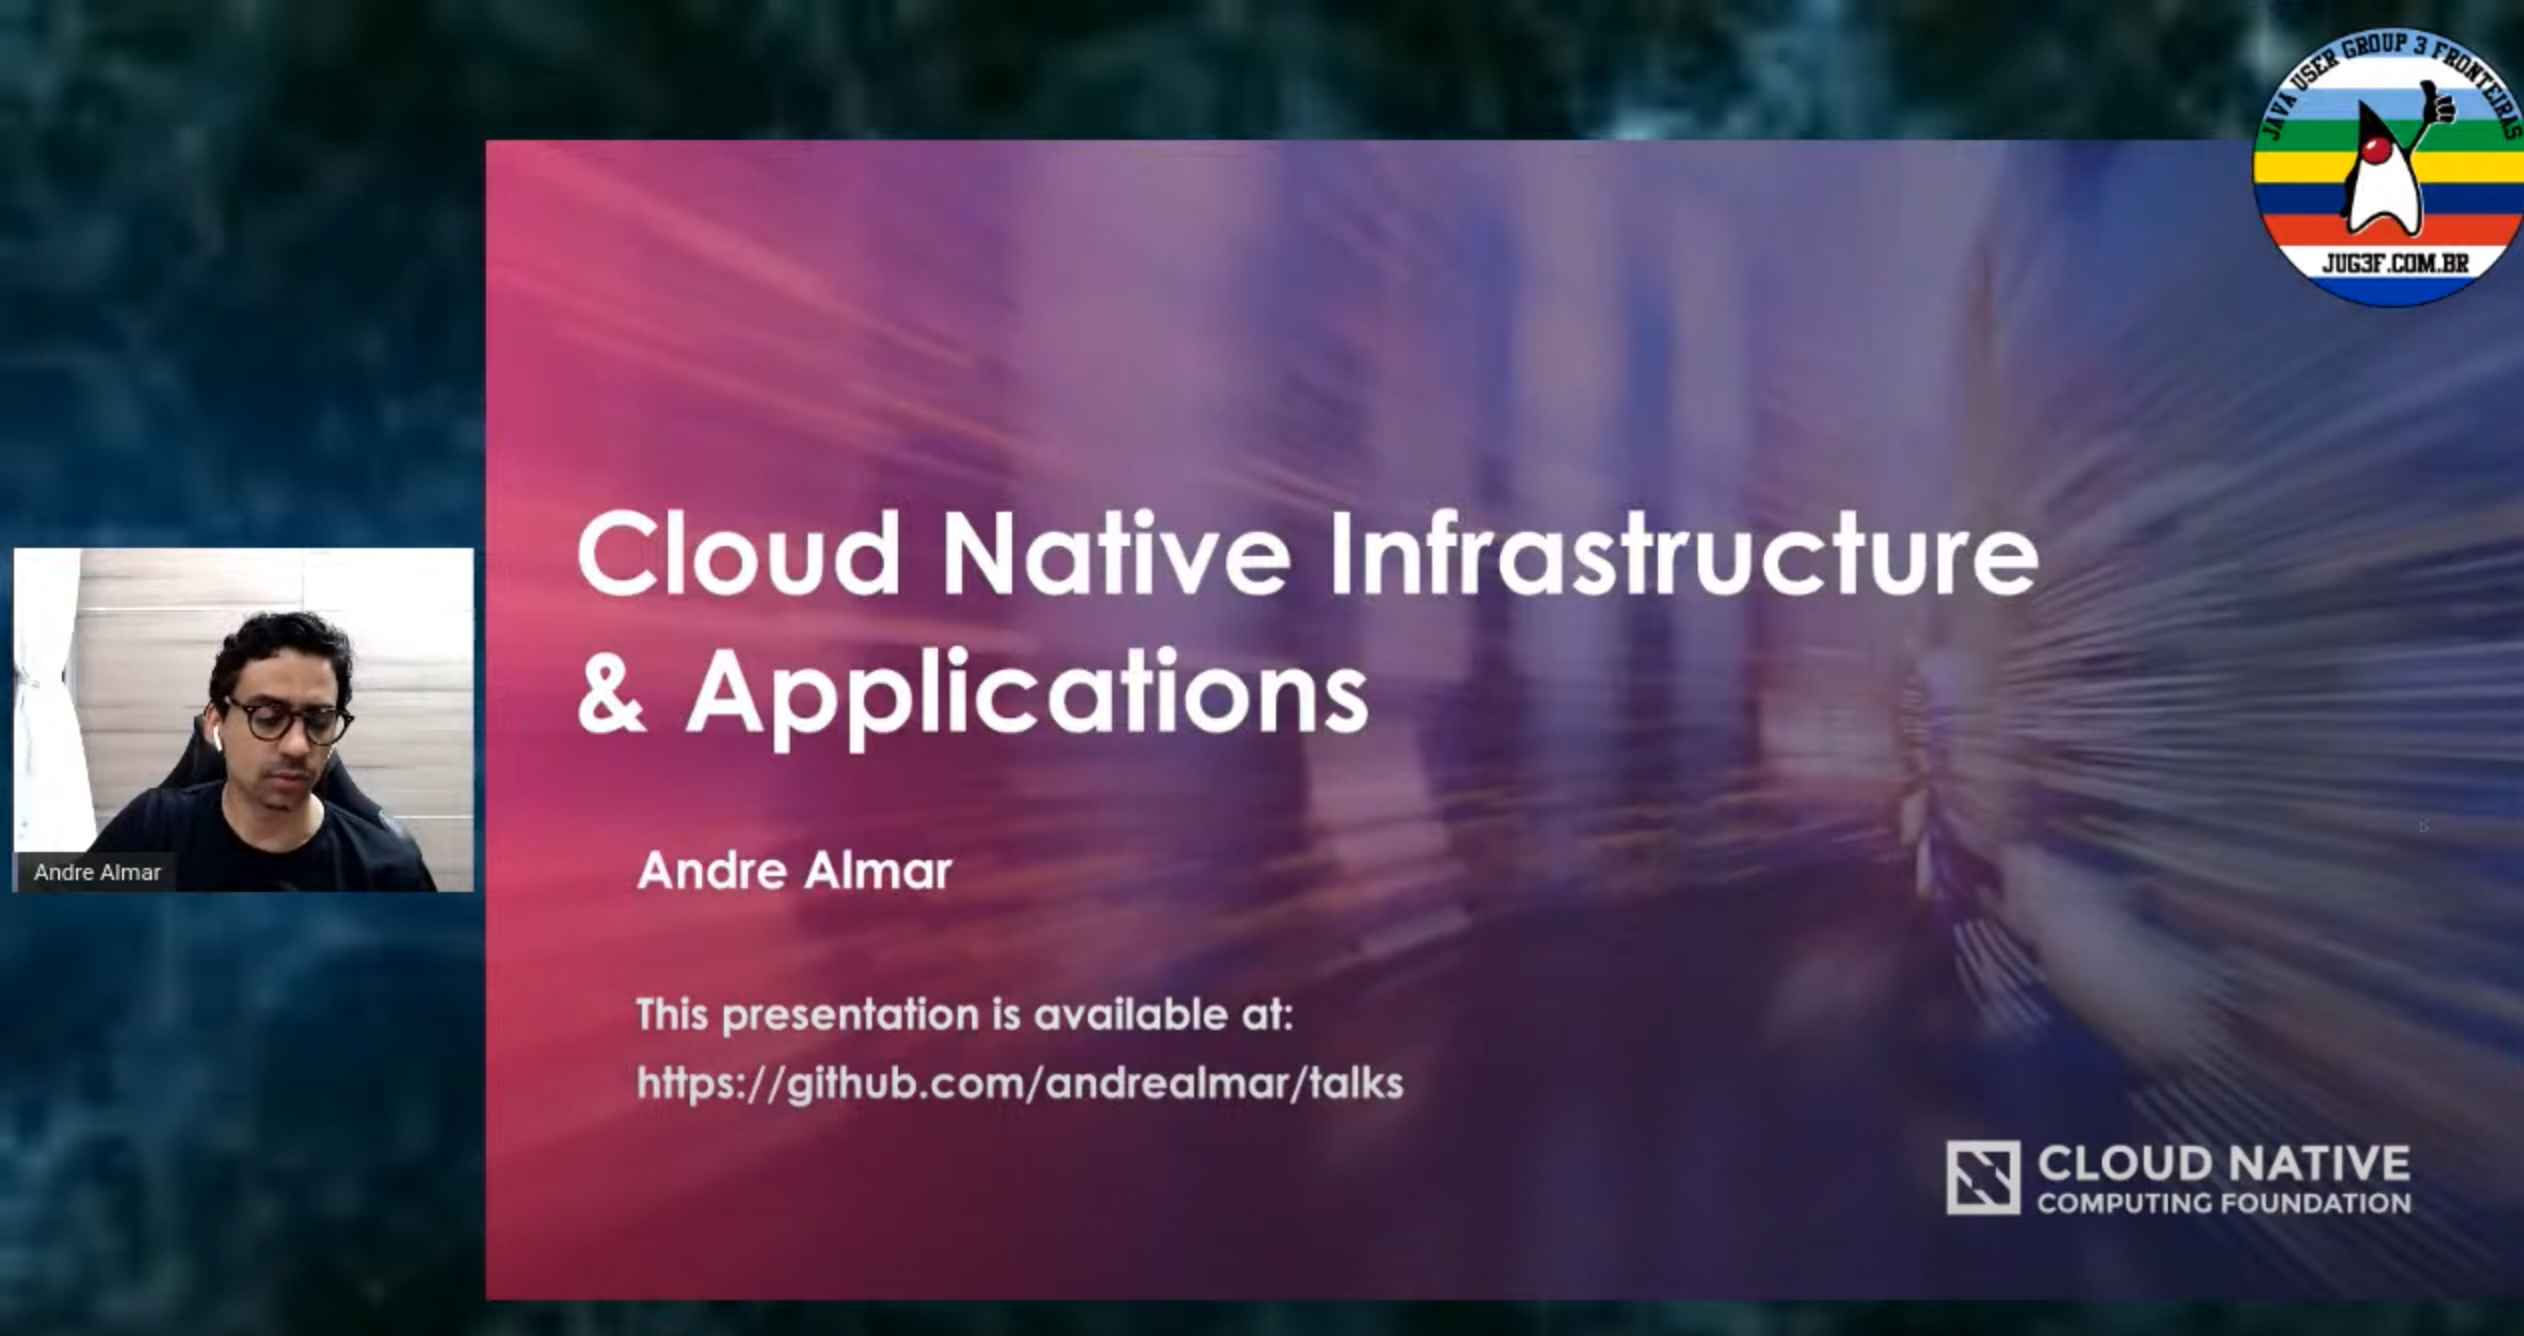 JAVA USER GROUP 3 FRONTEIRAS
JUG3F.COM.BR
Cloud Native Infrastructure
& Applications
Andre Almar
Andre Almar
This presentation is available at:
https://github.com/andrealmar/talks
CLOUD NATIVE
COMPUTING FOUNDATION